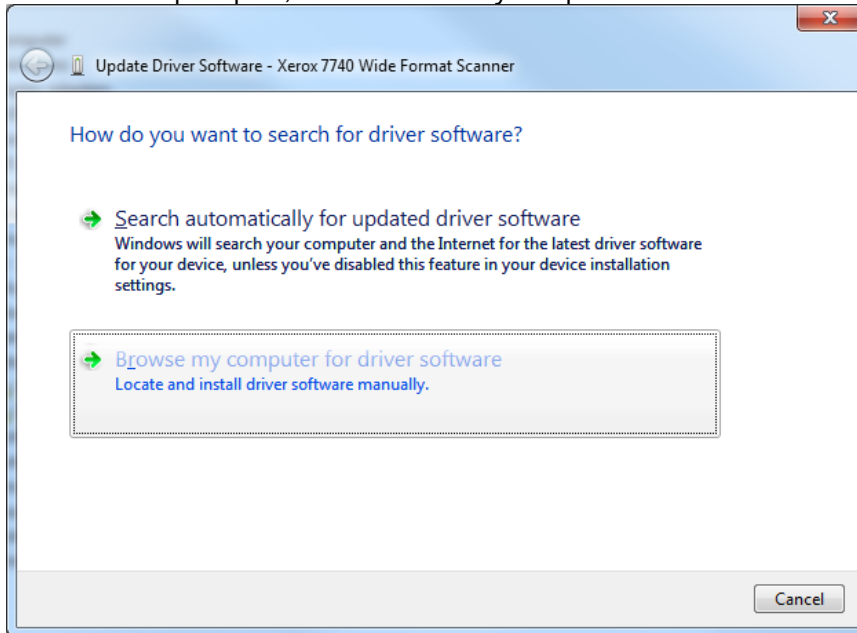 Update Driver Software - Xerox 7740 Wide Format Scanner
How do you want to search for driver software?
Search automatically for updated driver software
Windows will search your computer and the Internet for the latest driver software
for your device, unless you've disabled this feature in your device installation
settings.
Browse my computer for driver software
Locate and install driver software manually.
Cancel